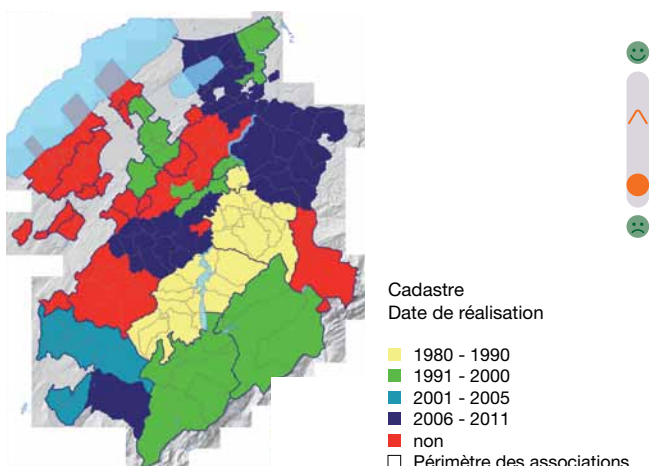 Cadastre
Date de réalisation
1980 - 1990
1991 - 2000
2001 - 2005
2006 - 2011
non
Périmètre des associations